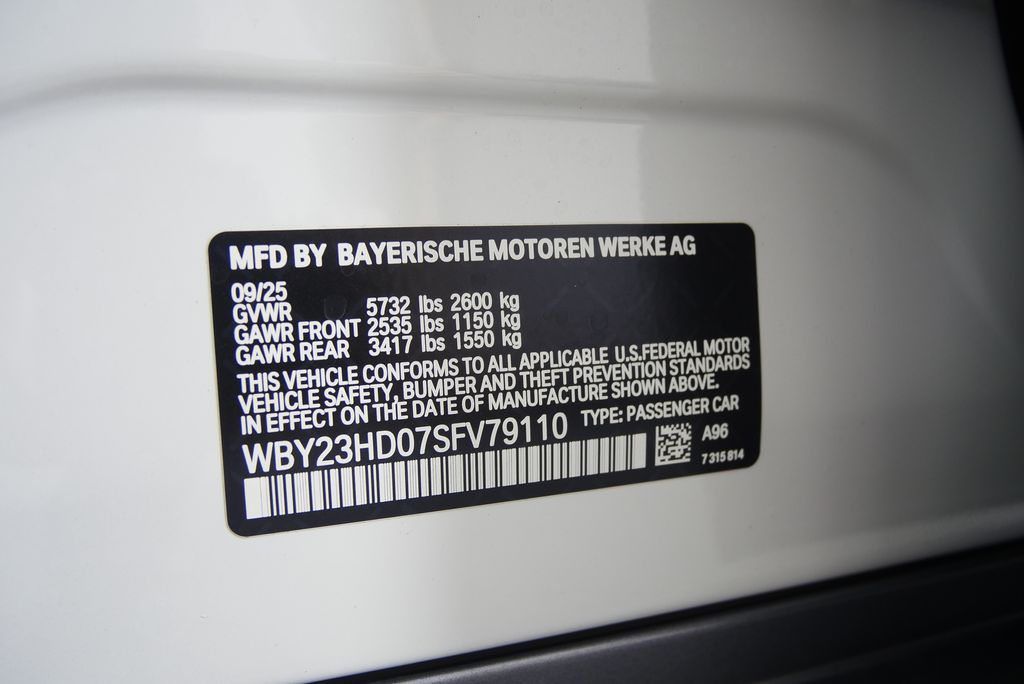 MFD BY BAYERISCHE MOTOREN WERKE AG
09/25
GVWR 5732 lbs 2600 kg
GAWR FRONT 2535 lbs 1150 kg
GAWR REAR 3417 lbs 1550 kg
THIS VEHICLE CONFORMS TO ALL APPLICABLE U.S.FEDERAL MOTOR
VEHICLE SAFETY, BUMPER AND THEFT PREVENTION STANDARDS
IN EFFECT ON THE DATE OF MANUFACTURE SHOWN ABOVE.
WBY23HD07SFV79110 TYPE: PASSENGER CAR
A96
7 315 814